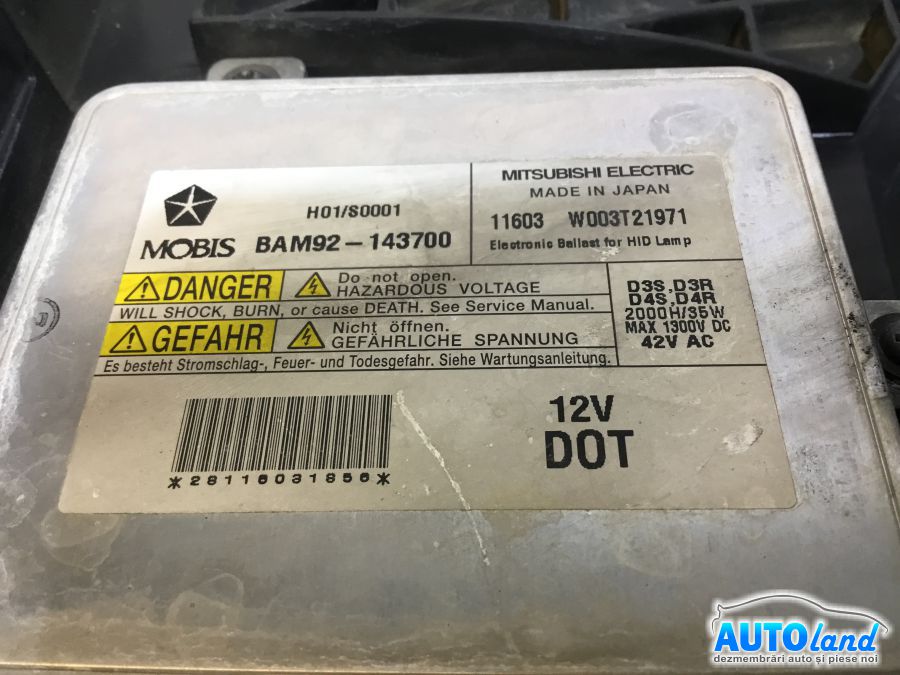 H01/S0001
MOBIS BAM92-143700
MITSUBISHI ELECTRIC
MADE IN JAPAN
11603 W003T21971
Electronic Ballast for HID Lamp
DANGER Do not open.
HAZARDOUS VOLTAGE
WILL SHOCK, BURN, or cause DEATH. See Service Manual.
GEFAHR Nicht öffnen.
GEFÄHRLICHE SPANNUNG
Es besteht Stromschlag-, Feuer- und Todesgefahr. Siehe Wartungsanleitung.
D3S,D3R
D4S,D4R
2000H/35W
MAX 1300V DC
42V AC
*28116031856*
12V
DOT
AUTOland
dezmembrări auto și piese noi